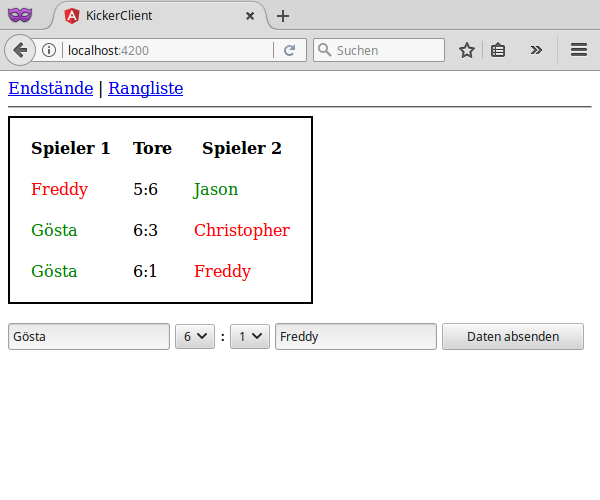 KickerClient
localhost:4200
Suchen
Endstände | Rangliste
Spieler 1 Tore Spieler 2
Freddy 5:6 Jason
Gösta 6:3 Christopher
Gösta 6:1 Freddy
Gösta 6 : 1 Freddy Daten absenden